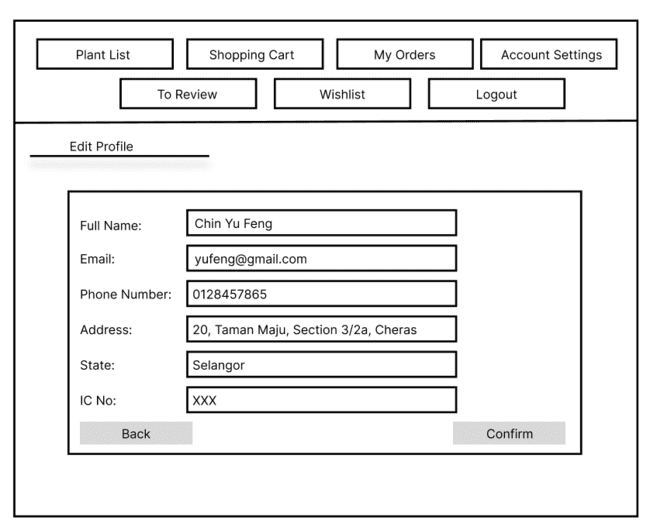 Plant List Shopping Cart My Orders Account Settings
To Review Wishlist Logout
Edit Profile
Full Name: Chin Yu Feng
Email: yufeng@gmail.com
Phone Number: 0128457865
Address: 20, Taman Maju, Section 3/2a, Cheras
State: Selangor
IC No: XXX
Back Confirm